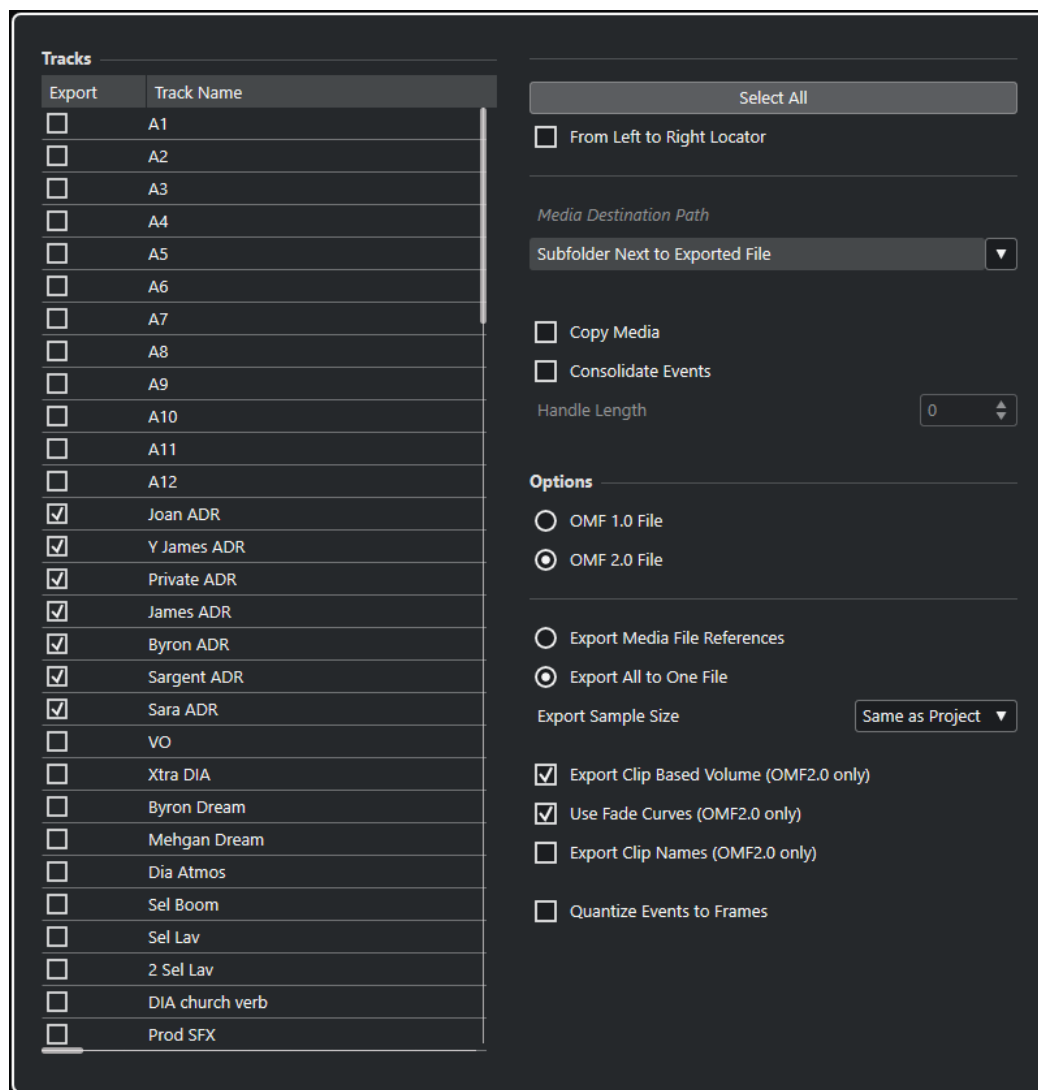 Tracks
Export Track Name
A1
A2
A3
A4
A5
A6
A7
A8
A9
A10
A11
A12
Joan ADR
Y James ADR
Private ADR
James ADR
Byron ADR
Sargent ADR
Sara ADR
VO
Xtra DIA
Byron Dream
Mehgan Dream
Dia Atmos
Sel Boom
Sel Lav
2 Sel Lav
DIA church verb
Prod SFX
Select All
From Left to Right Locator
Media Destination Path
Subfolder Next to Exported File
Copy Media
Consolidate Events
Handle Length 0
Options
OMF 1.0 File
OMF 2.0 File
Export Media File References
Export All to One File
Export Sample Size Same as Project
Export Clip Based Volume (OMF2.0 only)
Use Fade Curves (OMF2.0 only)
Export Clip Names (OMF2.0 only)
Quantize Events to Frames